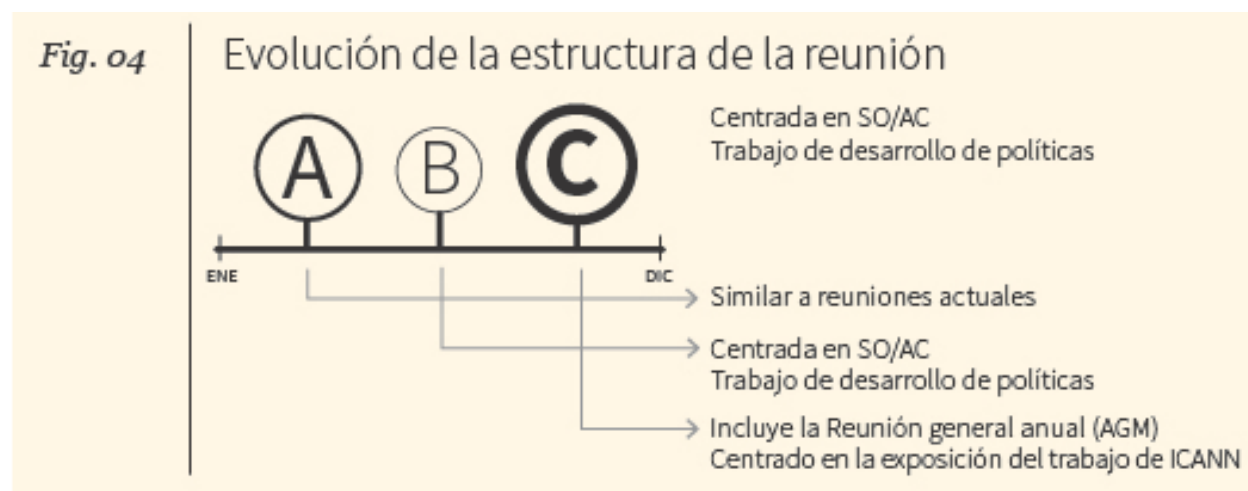 Fig. 04
Evolución de la estructura de la reunión
A
B
C
Centrada en SO/AC
Trabajo de desarrollo de políticas
ENE
DIC
Similar a reuniones actuales
Centrada en SO/AC
Trabajo de desarrollo de políticas
Incluye la Reunión general anual (AGM)
Centrado en la exposición del trabajo de ICANN